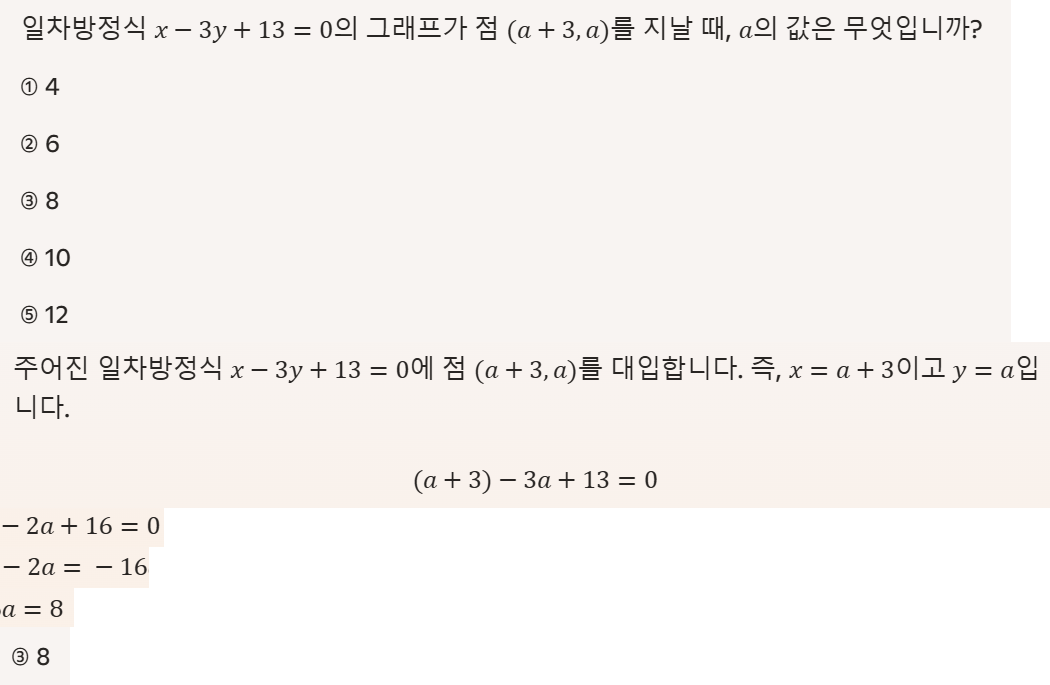 일차방정식 x − 3y + 13 = 0의 그래프가 점 (a + 3, a)를 지날 때, a의 값은 무엇입니까?
① 4
② 6
③ 8
④ 10
⑤ 12
주어진 일차방정식 x − 3y + 13 = 0에 점 (a + 3, a)를 대입합니다. 즉, x = a + 3이고 y = a입
니다.
(a + 3) − 3a + 13 = 0
− 2a + 16 = 0
− 2a = − 16
a = 8
③ 8